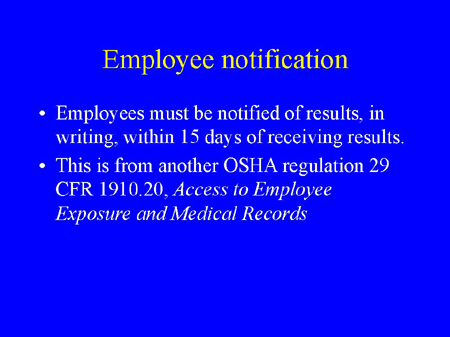 Employee notification
• Employees must be notified of results, in
writing, within 15 days of receiving results.
• This is from another OSHA regulation 29
CFR 1910.20, Access to Employee
Exposure and Medical Records